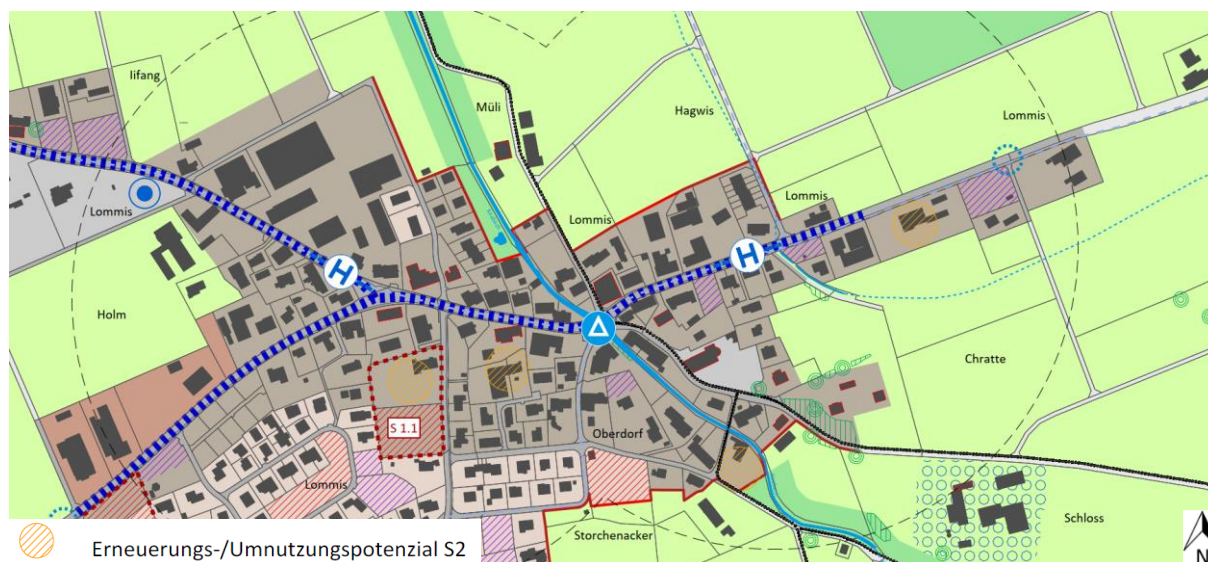 Iifang
Müli
Hagwis
Lommis
Lommis
Lommis
Lommis
H
H
Holm
Chratte
S 1.1
Oberdorf
Lommis
Schloss
Storchenacker
Erneuerungs-/Umnutzungspotenzial S2
N